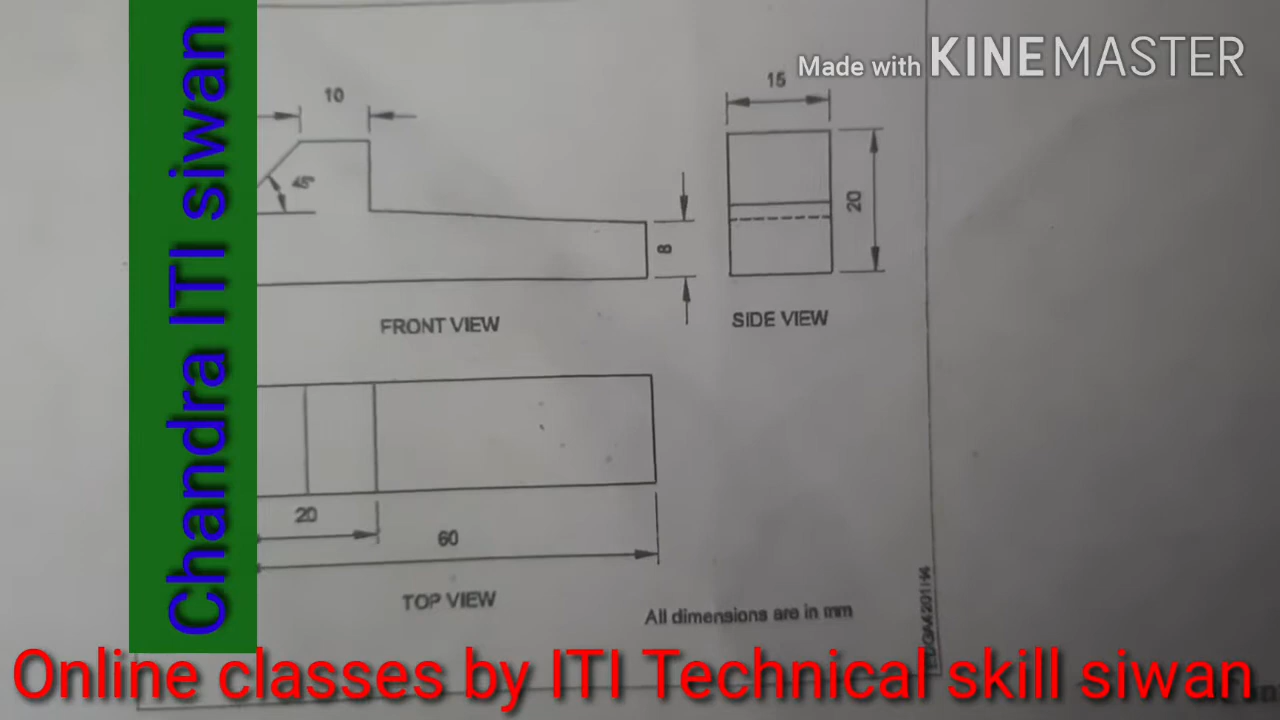 Made with KINEMASTER
Chandra ITI siwan
10
15
45°
20
8
FRONT VIEW
SIDE VIEW
20
60
TOP VIEW
All dimensions are in mm
Online classes by ITI Technical skill siwan